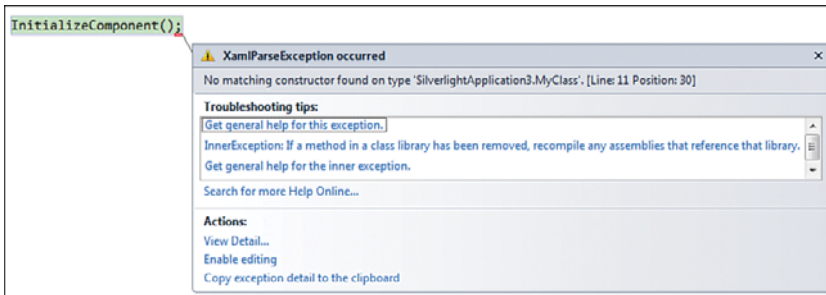 InitializeComponent();
XamlParseException occurred
No matching constructor found on type 'SilverlightApplication3.MyClass'. [Line: 11 Position: 30]
Troubleshooting tips:
Get general help for this exception.
InnerException: If a method in a class library has been removed, recompile any assemblies that reference that library.
Get general help for the inner exception.
Search for more Help Online...
Actions:
View Detail...
Enable editing
Copy exception detail to the clipboard